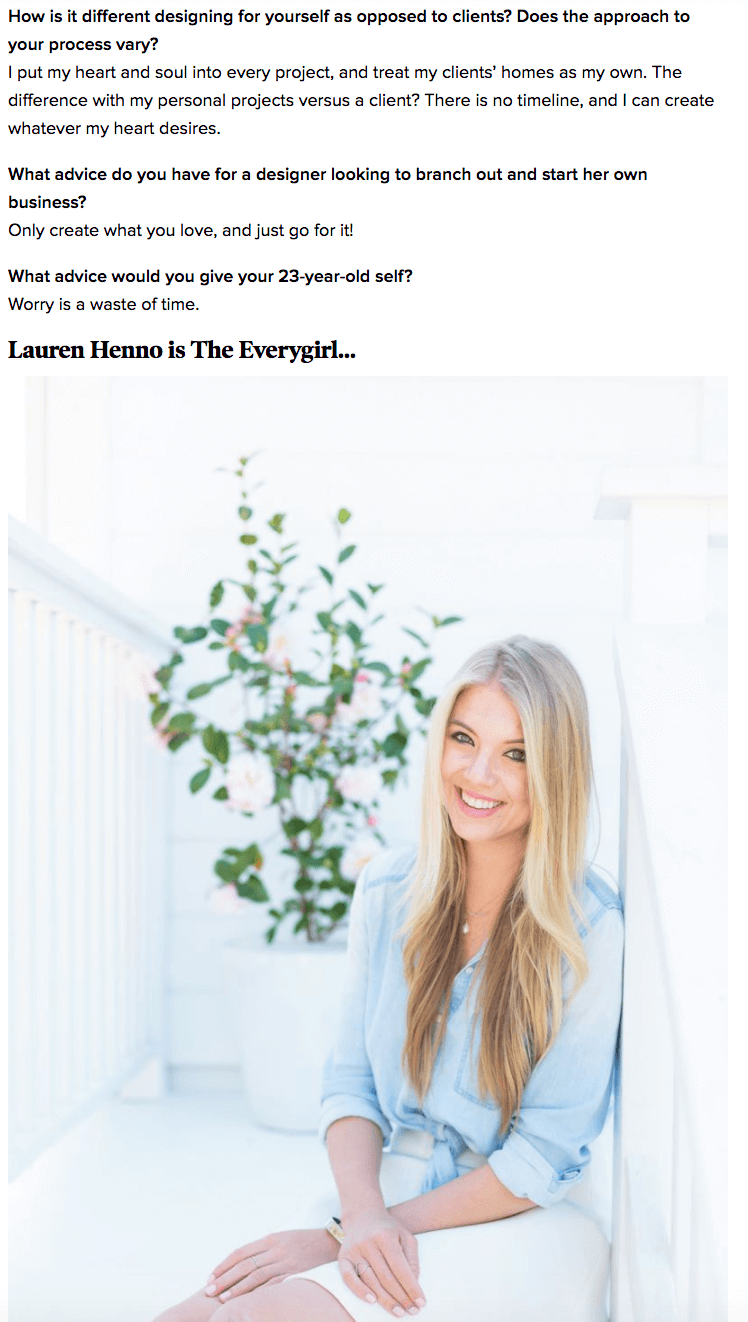 How is it different designing for yourself as opposed to clients? Does the approach to
your process vary?
I put my heart and soul into every project, and treat my clients’ homes as my own. The
difference with my personal projects versus a client? There is no timeline, and I can create
whatever my heart desires.
What advice do you have for a designer looking to branch out and start her own
business?
Only create what you love, and just go for it!
What advice would you give your 23-year-old self?
Worry is a waste of time.
Lauren Henno is The Everygirl...